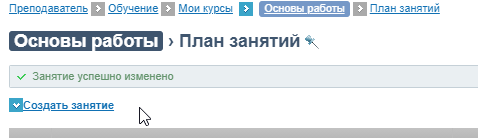 Преподаватель Обучение Мои курсы Основы работы План занятий
Основы работы › План занятий
Занятие успешно изменено
Создать занятие